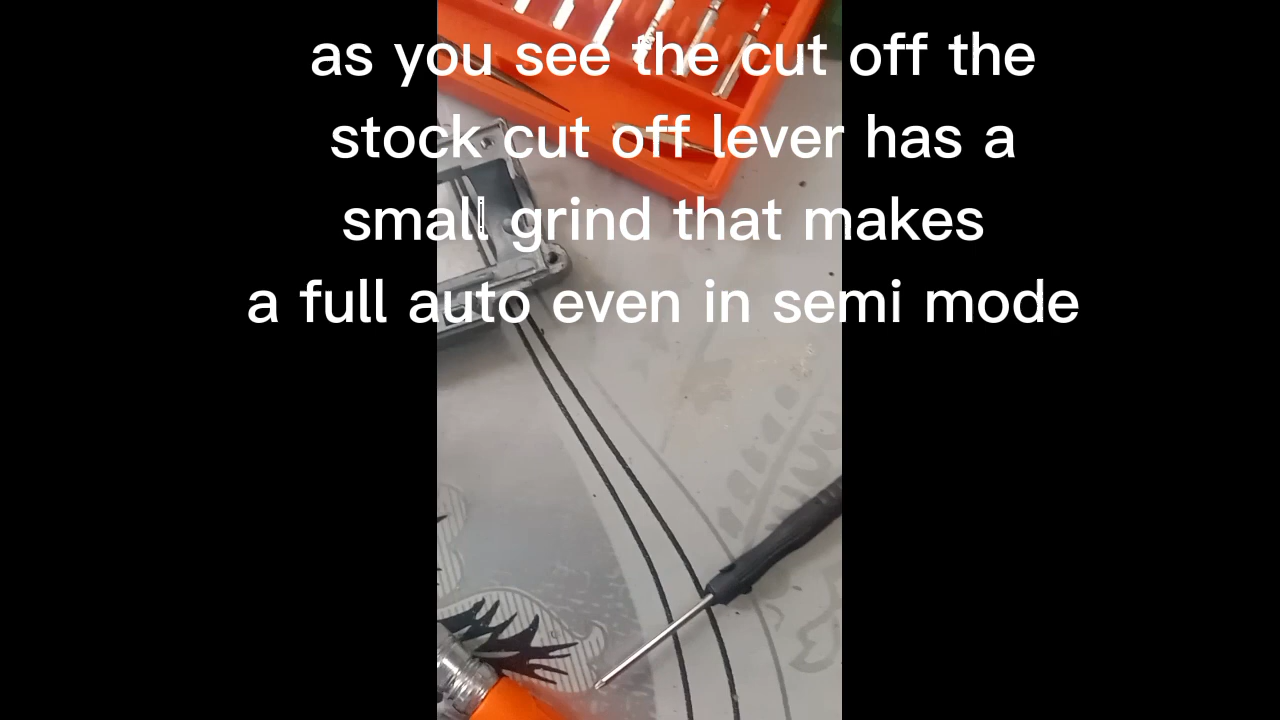 as you see the cut off the
stock cut off lever has a
small grind that makes
a full auto even in semi mode